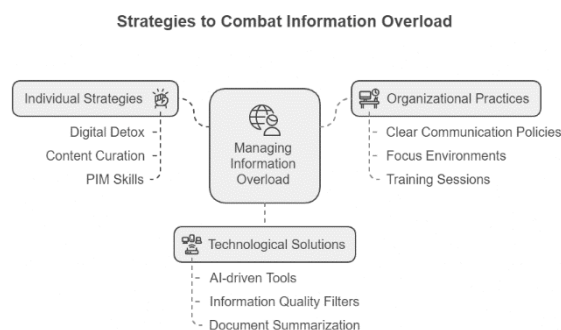 Strategies to Combat Information Overload
Individual Strategies
Digital Detox
Content Curation
PIM Skills
Managing
Information
Overload
Organizational Practices
Clear Communication Policies
Focus Environments
Training Sessions
Technological Solutions
AI-driven Tools
Information Quality Filters
Document Summarization